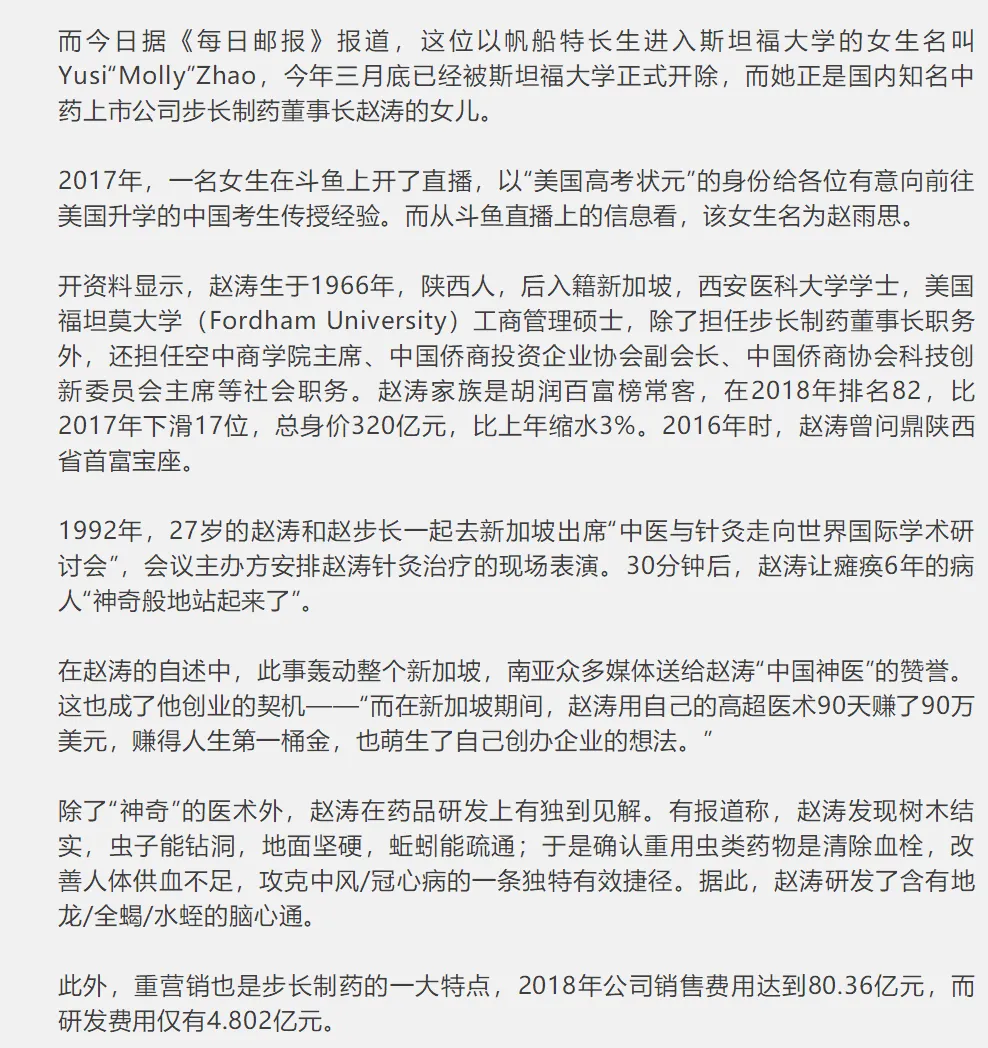 而今日据《每日邮报》报道，这位以帆船特长生进入斯坦福大学的女生名叫
Yusi“Molly”Zhao，今年三月底已经被斯坦福大学正式开除，而她正是国内知名中
药上市公司步长制药董事长赵涛的女儿。
2017年，一名女生在斗鱼上开了直播，以“美国高考状元”的身份给各位有意向前往
美国升学的中国考生传授经验。而从斗鱼直播上的信息看，该女生名为赵雨思。
开资料显示，赵涛生于1966年，陕西人，后入籍新加坡，西安医科大学学士，美国
福坦莫大学（Fordham University）工商管理硕士，除了担任步长制药董事长职务
外，还担任空中商学院主席、中国侨商投资企业协会副会长、中国侨商协会科技创
新委员会主席等社会职务。赵涛家族是胡润百富榜常客，在2018年排名82，比
2017年下滑17位，总身价320亿元，比上年缩水3%。2016年时，赵涛曾问鼎陕西
省首富宝座。
1992年，27岁的赵涛和赵步长一起去新加坡出席“中医与针灸走向世界国际学术研
讨会”，会议主办方安排赵涛针灸治疗的现场表演。30分钟后，赵涛让瘫痪6年的病
人“神奇般地站起来了”。
在赵涛的自述中，此事轰动整个新加坡，南亚众多媒体送给赵涛“中国神医”的赞誉。
这也成了他创业的契机——“而在新加坡期间，赵涛用自己的高超医术90天赚了90万
美元，赚得人生第一桶金，也萌生了自己创办企业的想法。”
除了“神奇”的医术外，赵涛在药品研发上有独到见解。有报道称，赵涛发现树木结
实，虫子能钻洞，地面坚硬，蚯蚓能疏通；于是确认重用虫类药物是清除血栓，改
善人体供血不足，攻克中风/冠心病的一条独特有效捷径。据此，赵涛研发了含有地
龙/全蝎/水蛭的脑心通。
此外，重营销也是步长制药的一大特点，2018年公司销售费用达到80.36亿元，而
研发费用仅有4.802亿元。